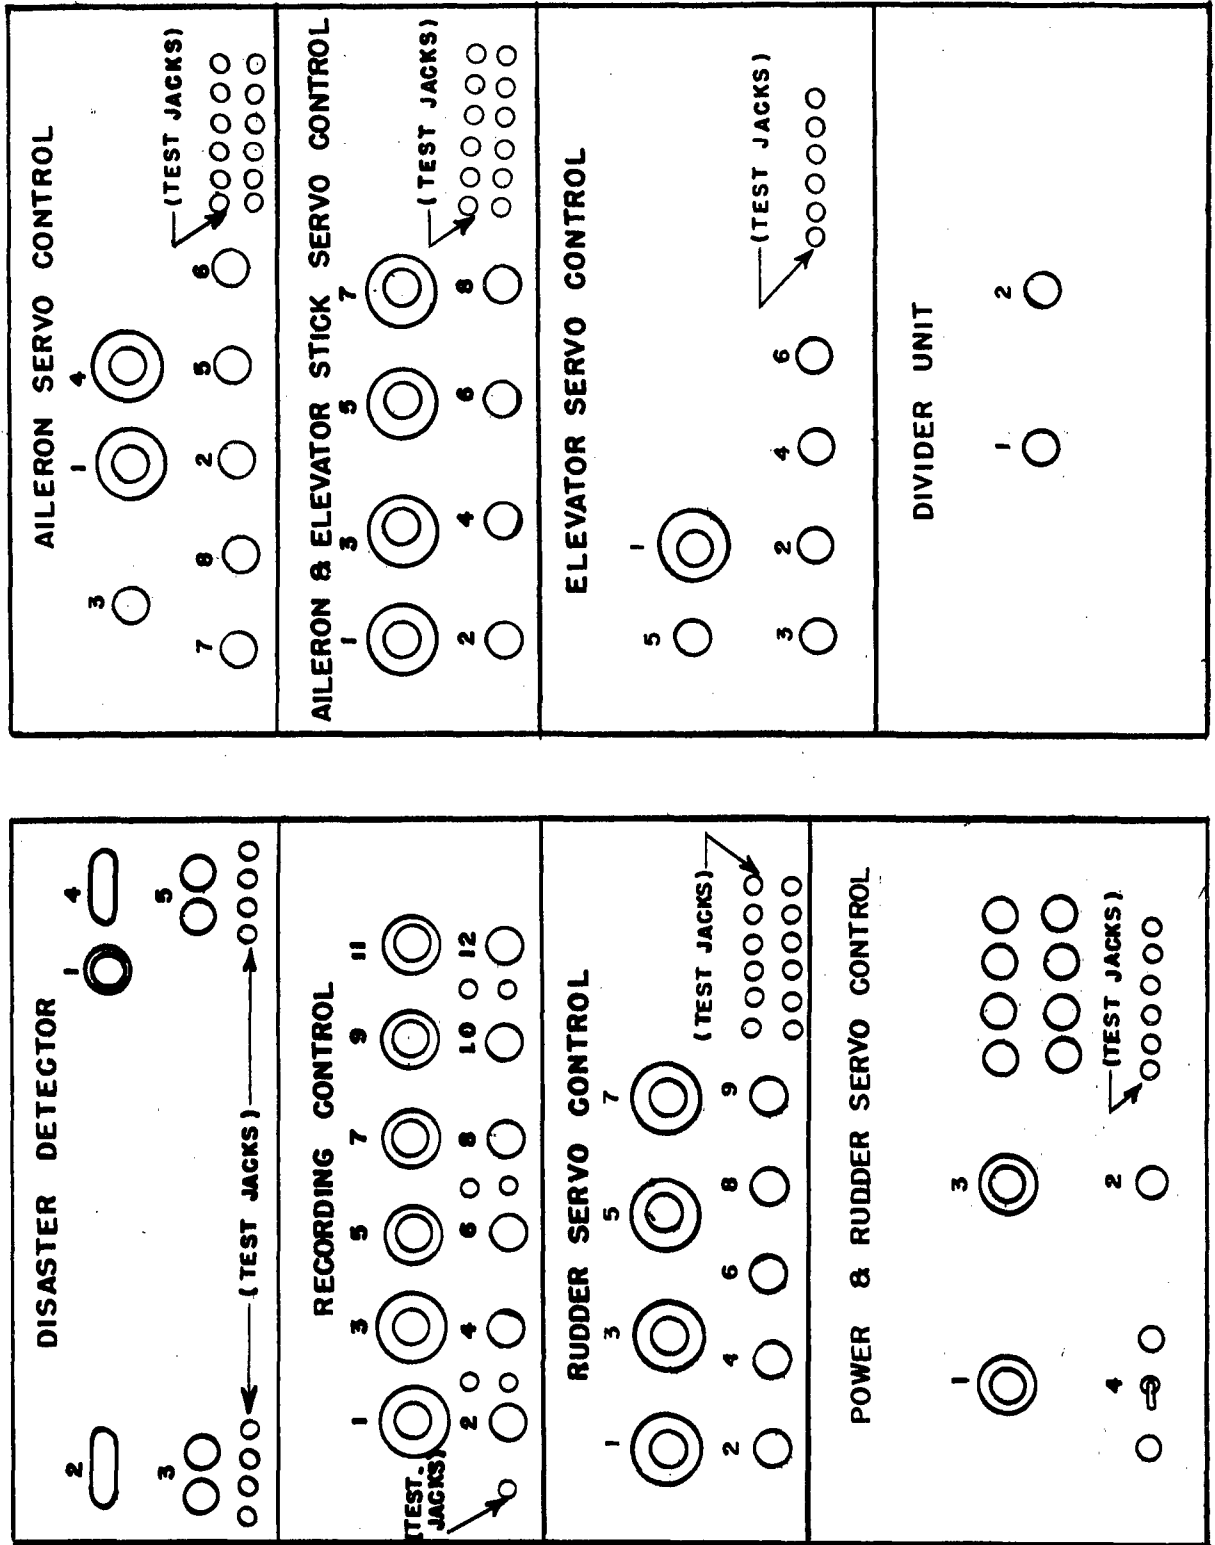 DISASTER DETECTOR
2 1 4
3 5
(TEST JACKS)
RECORDING CONTROL
1 3 5 7 9 11
(TEST.
JACKS)
2 4 6 8 10 12
RUDDER SERVO CONTROL
1 3 5 7
(TEST JACKS)
2 4 6 8 9
POWER & RUDDER SERVO CONTROL
1 3
4 2
(TEST JACKS)
AILERON SERVO CONTROL
1 4
3
(TEST JACKS)
7 8 2 5 6
AILERON & ELEVATOR STICK SERVO CONTROL
1 3 5 7
(TEST JACKS)
2 4 6 8
ELEVATOR SERVO CONTROL
1
5
(TEST JACKS)
3 2 4 6
DIVIDER UNIT
1 2